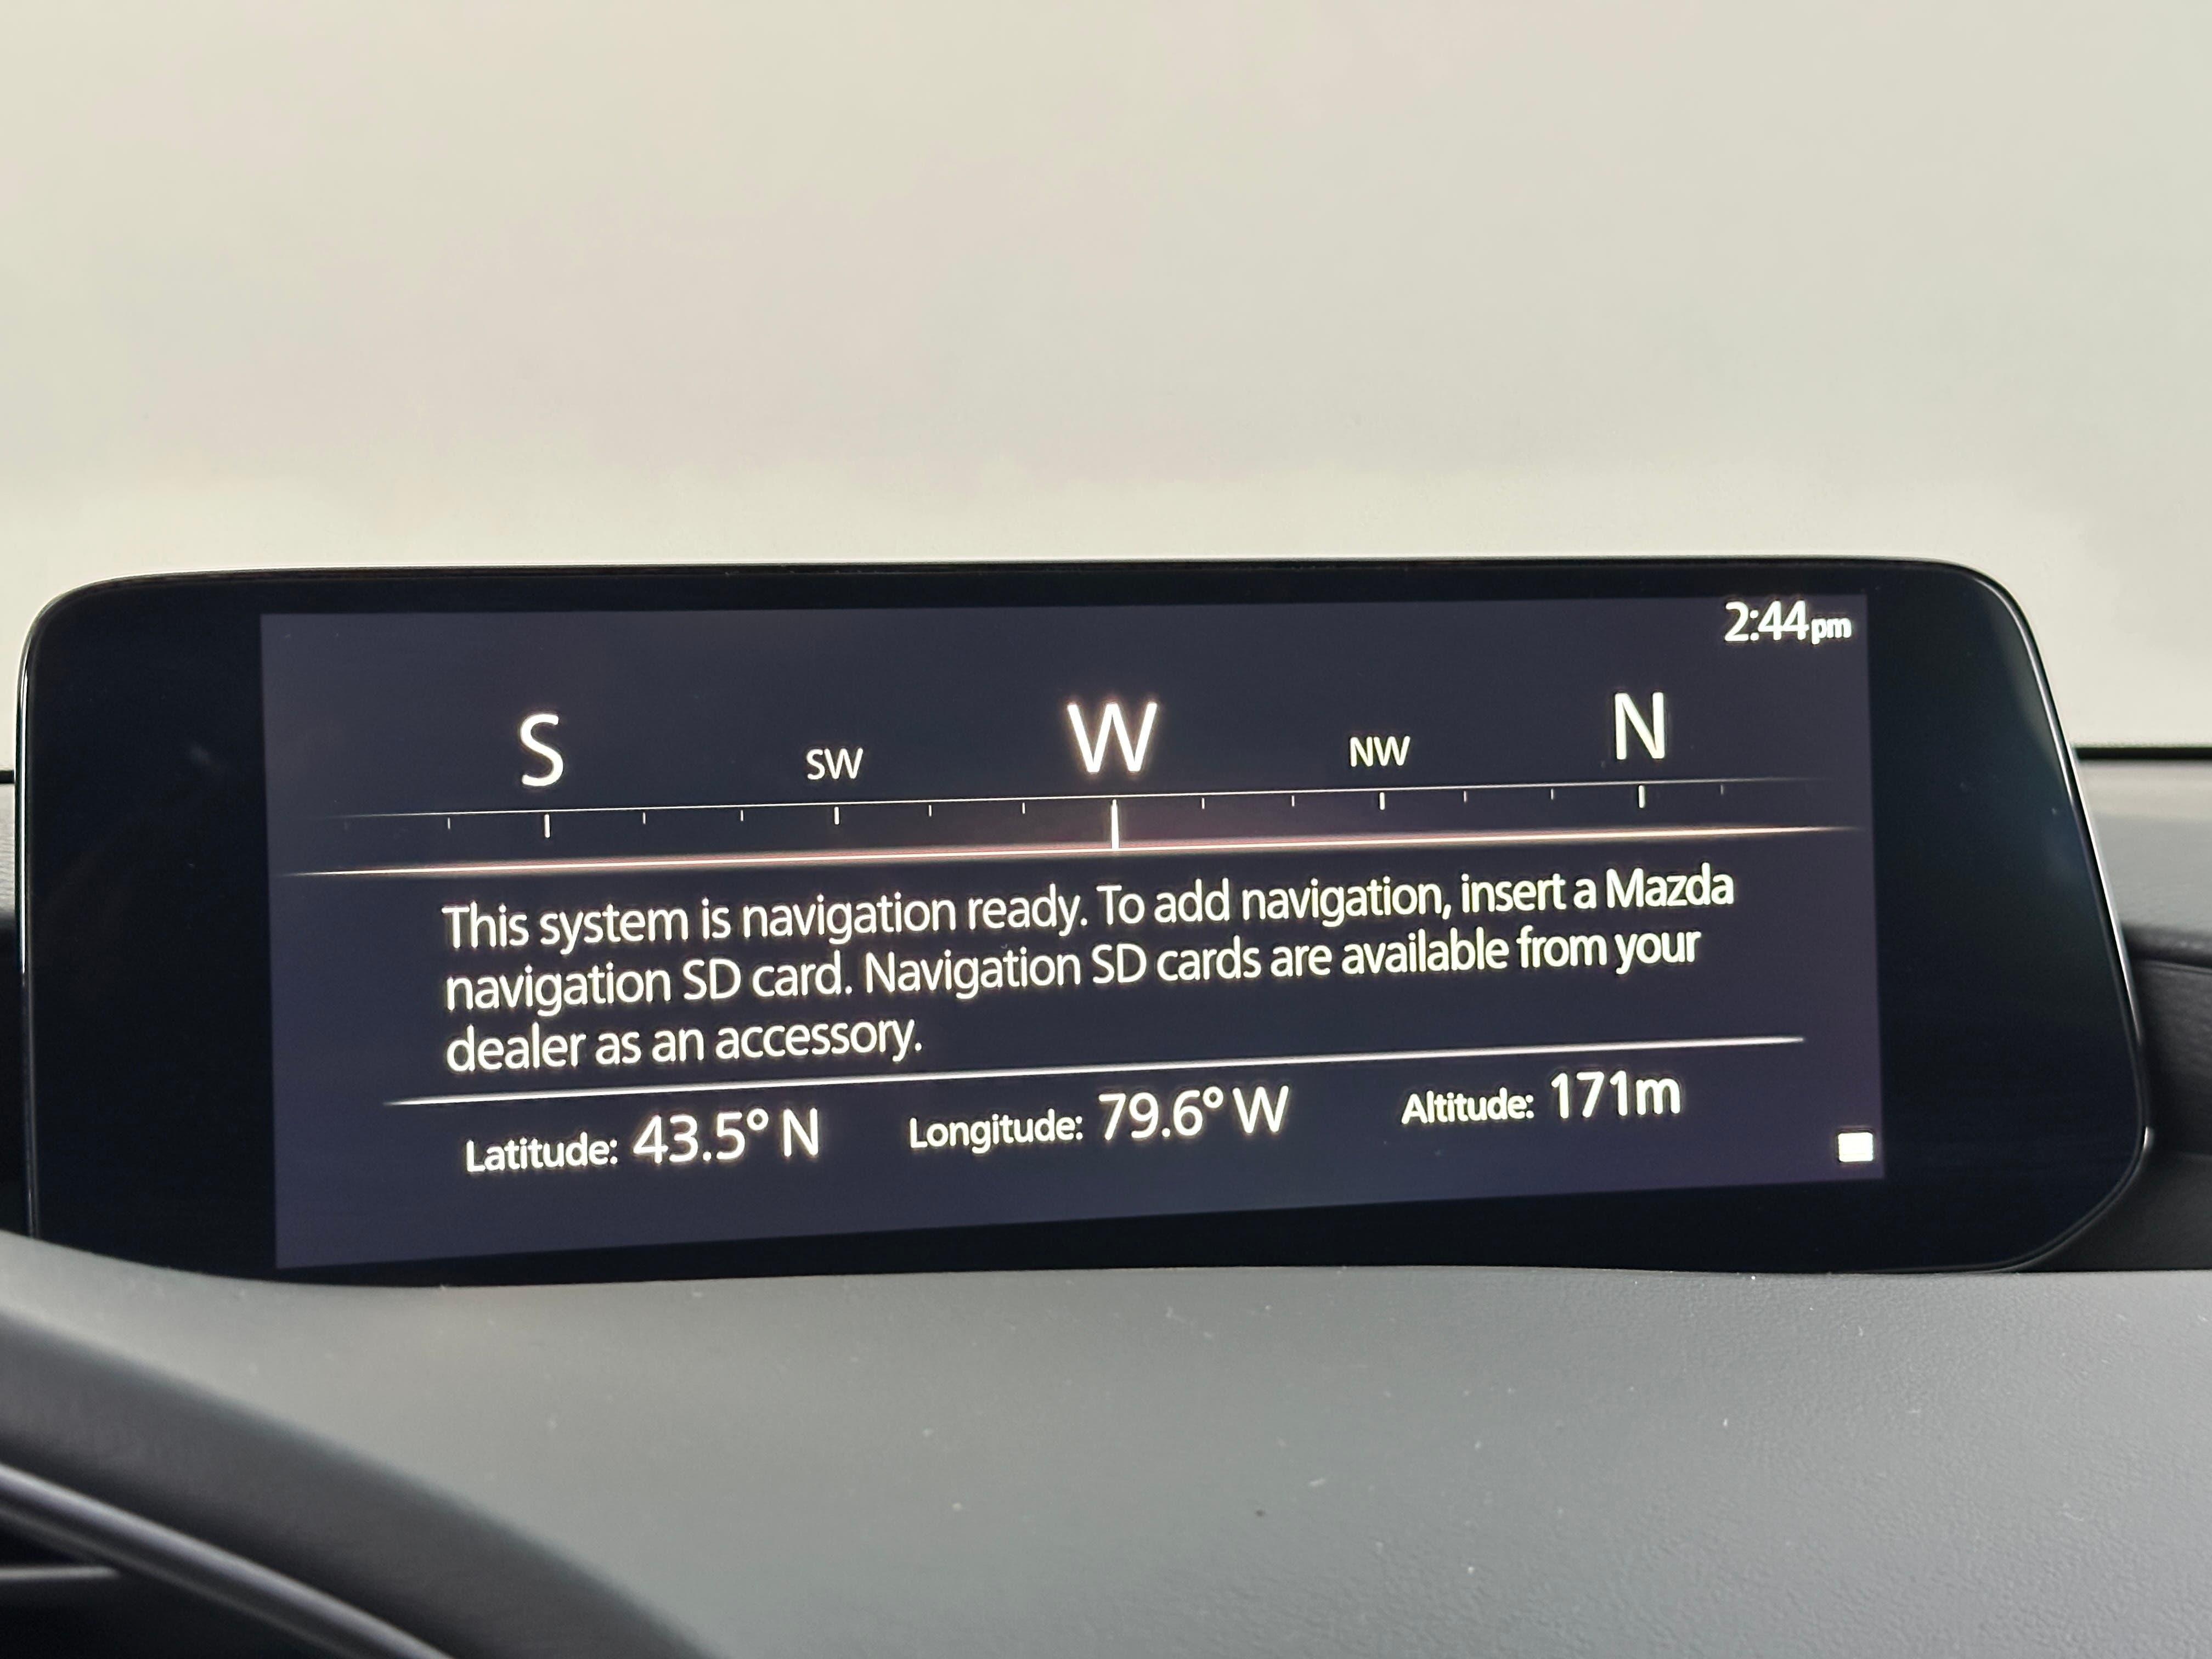 2:44pm
S SW W NW N
This system is navigation ready. To add navigation, insert a Mazda
navigation SD card. Navigation SD cards are available from your
dealer as an accessory.
Latitude: 43.5° N Longitude: 79.6° W Altitude: 171m